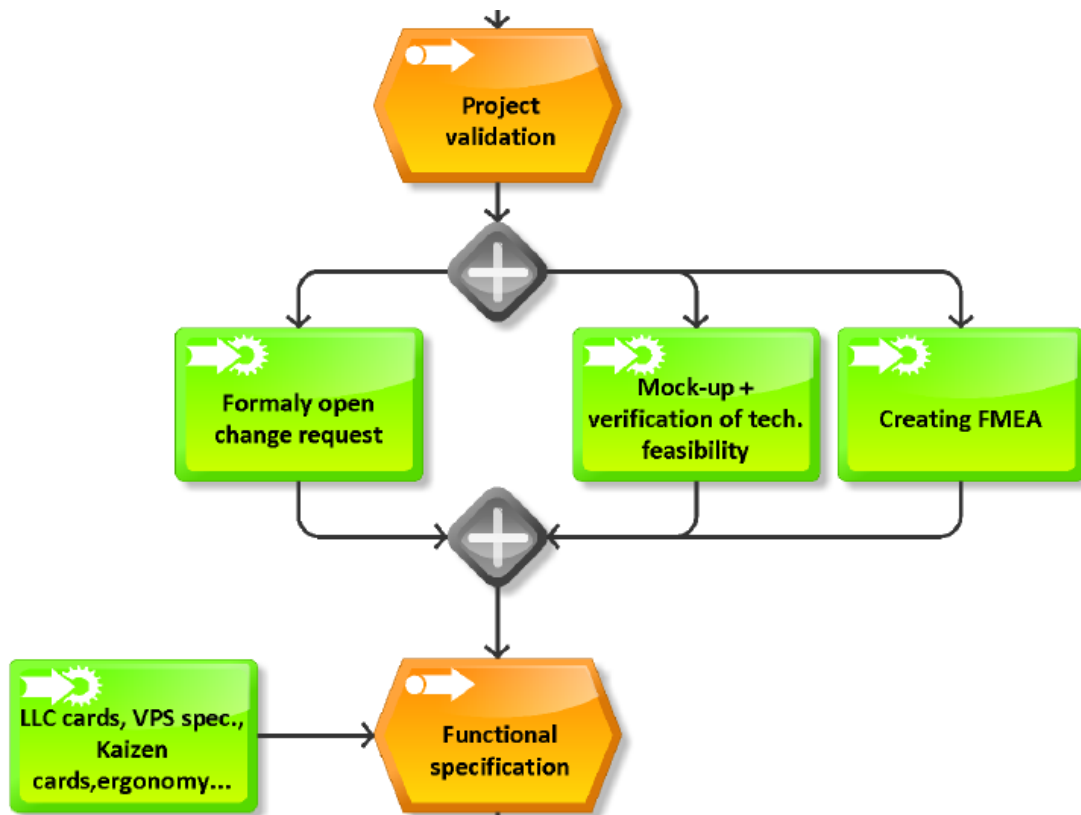 Project
validation
Formaly open
change request
Mock-up +
verification of tech.
feasibility
Creating FMEA
LLC cards, VPS spec.,
Kaizen
cards,ergonomy...
Functional
specification